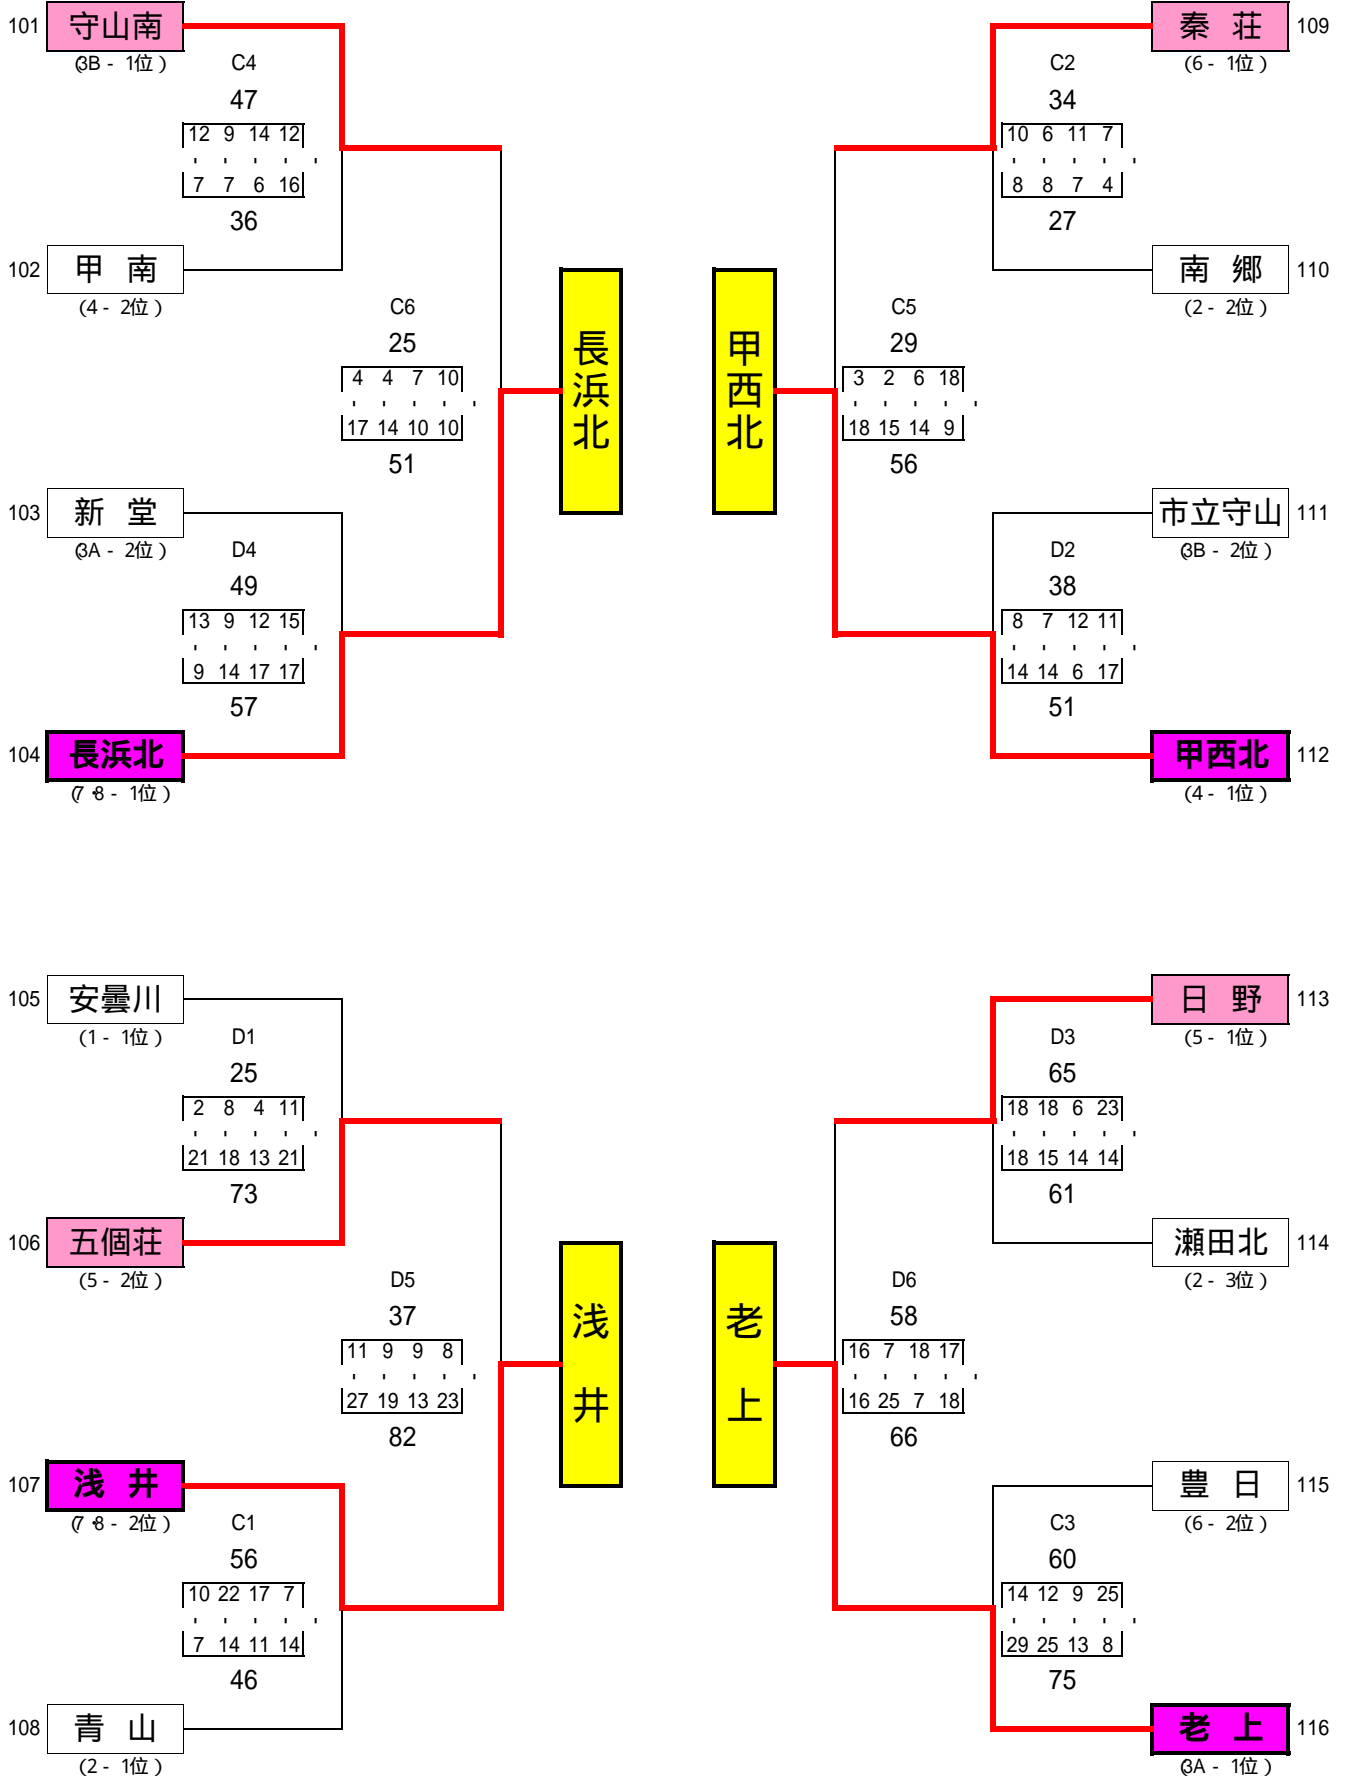 101 守山南
(3B - 1位)
C4
47
12 9 14 12
7 7 6 16
36
102 甲 南
(4 - 2位)
C6
25
4 4 7 10
17 14 10 10
51
長浜北
103 新 堂
(3A - 2位)
D4
49
13 9 12 15
9 14 17 17
57
104 長浜北
(7・8 - 1位)
秦 荘 109
(6 - 1位)
C2
34
10 6 11 7
8 8 7 4
27
南 郷 110
(2 - 2位)
甲西北
C5
29
3 2 6 18
18 15 14 9
56
市立守山 111
(3B - 2位)
D2
38
8 7 12 11
14 14 6 17
51
甲西北 112
(4 - 1位)
105 安曇川
(1 - 1位)
D1
25
2 8 4 11
21 18 13 21
73
106 五個荘
(5 - 2位)
D5
37
11 9 9 8
27 19 13 23
82
浅井
107 浅 井
(7・8 - 2位)
C1
56
10 22 17 7
7 14 11 14
46
108 青 山
(2 - 1位)
日 野 113
(5 - 1位)
D3
65
18 18 6 23
18 15 14 14
61
瀬田北 114
(2 - 3位)
老上
D6
58
16 7 18 17
16 25 7 18
66
豊 日 115
(6 - 2位)
C3
60
14 12 9 25
29 25 13 8
75
老 上 116
(3A - 1位)